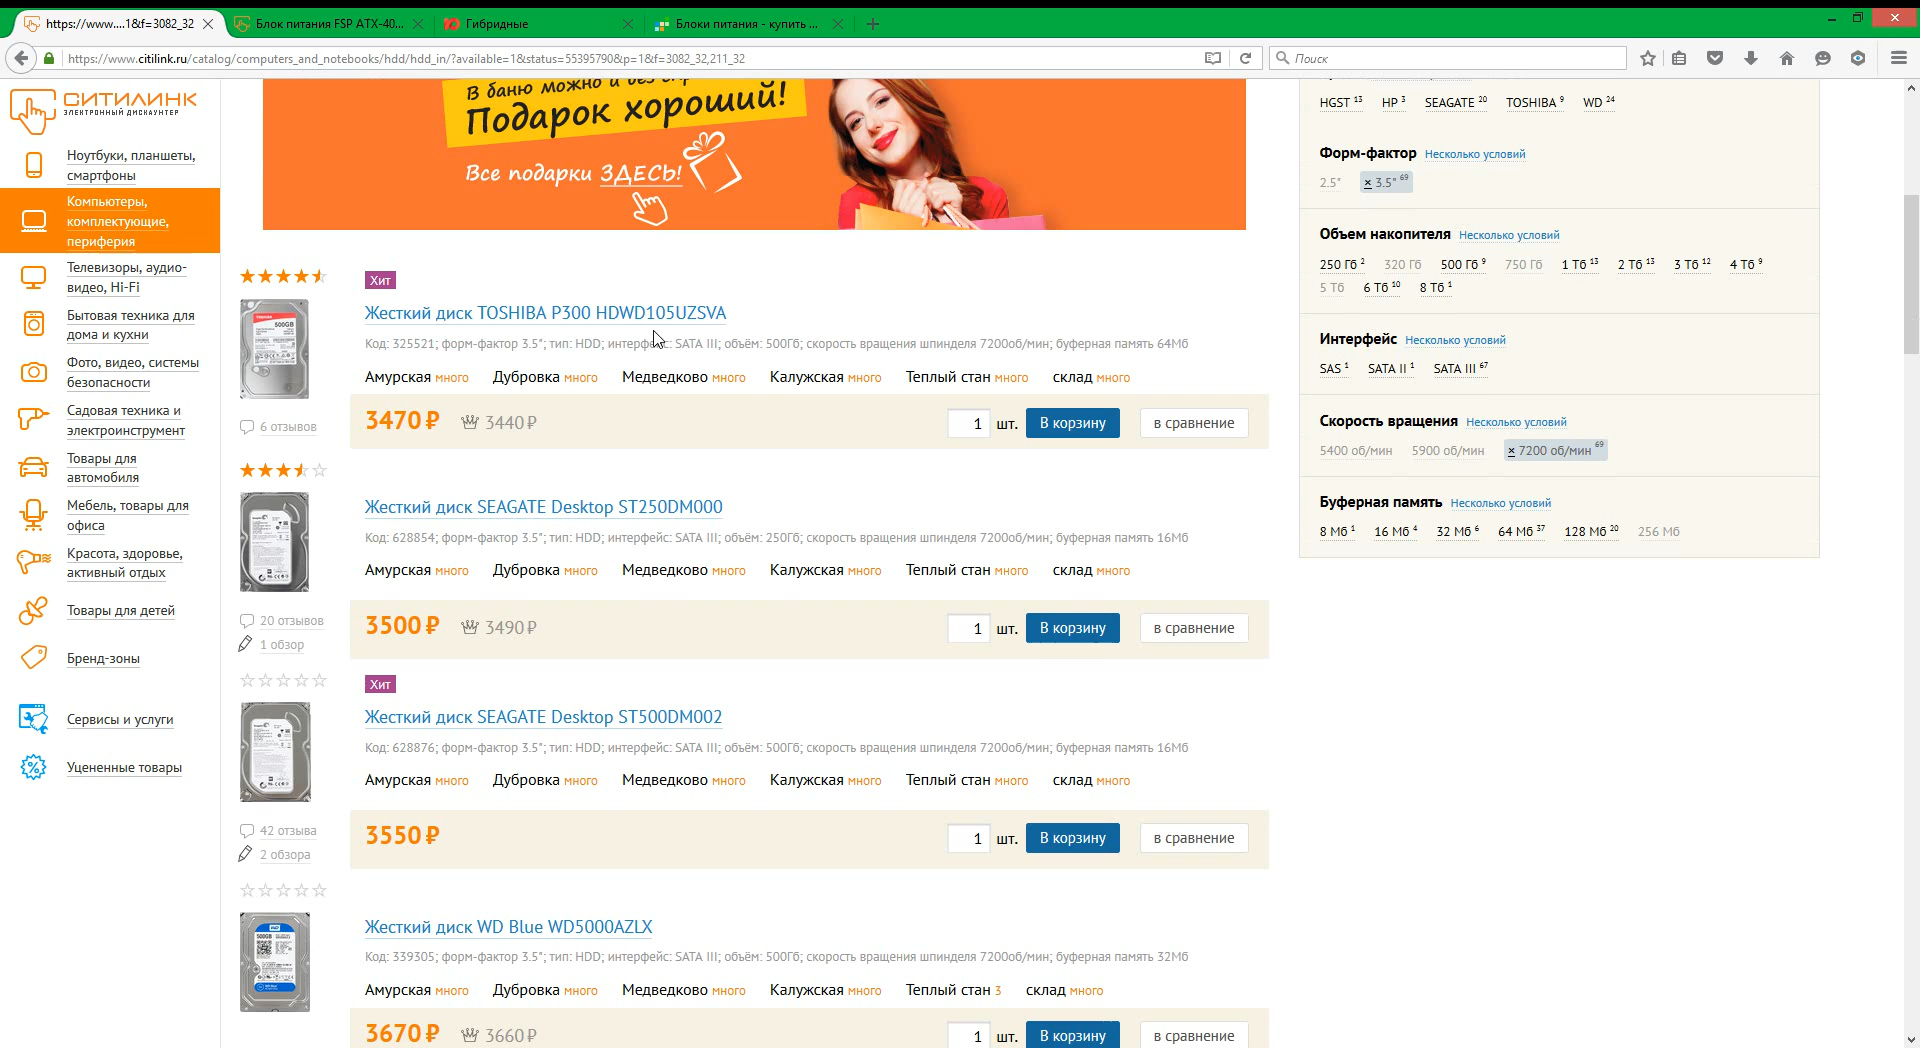 https://www....1&f=3082_32
Блок питания FSP ATX-40...
Гибридные
Блоки питания - купить ...
https://www.citilink.ru/catalog/computers_and_notebooks/hdd/hdd_in/?available=1&status=55395790&p=1&f=3082_32,211_32
Поиск
СИТИЛИНК
ЭЛЕКТРОННЫЙ ДИСКАУНТЕР
Ноутбуки, планшеты,
смартфоны
Компьютеры,
комплектующие,
периферия
Телевизоры, аудио-
видео, Hi-Fi
Бытовая техника для
дома и кухни
Фото, видео, системы
безопасности
Садовая техника и
электроинструмент
Товары для
автомобиля
Мебель, товары для
офиса
Красота, здоровье,
активный отдых
Товары для детей
Бренд-зоны
Сервисы и услуги
Уцененные товары
Подарок хороший!
Все подарки ЗДЕСЬ!
Хит
Жесткий диск TOSHIBA P300 HDWD105UZSVA
Код: 325521; форм-фактор 3.5"; тип: HDD; интерфейс: SATA III; объём: 500Гб; скорость вращения шпинделя 7200об/мин; буферная память 64Мб
Амурская много Дубровка много Медведково много Калужская много Теплый стан много склад много
6 отзывов
3470 ₽ 3440 ₽ 1 шт. В корзину в сравнение
Жесткий диск SEAGATE Desktop ST250DM000
Код: 628854; форм-фактор 3.5"; тип: HDD; интерфейс: SATA III; объём: 250Гб; скорость вращения шпинделя 7200об/мин; буферная память 16Мб
Амурская много Дубровка много Медведково много Калужская много Теплый стан много склад много
20 отзывов
1 обзор
3500 ₽ 3490 ₽ 1 шт. В корзину в сравнение
Хит
Жесткий диск SEAGATE Desktop ST500DM002
Код: 628876; форм-фактор 3.5"; тип: HDD; интерфейс: SATA III; объём: 500Гб; скорость вращения шпинделя 7200об/мин; буферная память 16Мб
Амурская много Дубровка много Медведково много Калужская много Теплый стан много склад много
42 отзыва
2 обзора
3550 ₽ 1 шт. В корзину в сравнение
Жесткий диск WD Blue WD5000AZLX
Код: 339305; форм-фактор 3.5"; тип: HDD; интерфейс: SATA III; объём: 500Гб; скорость вращения шпинделя 7200об/мин; буферная память 32Мб
Амурская много Дубровка много Медведково много Калужская много Теплый стан 3 склад много
3670 ₽ 3660 ₽ 1 шт. В корзину в сравнение
HGST 13 HP 3 SEAGATE 20 TOSHIBA 9 WD 24
Форм-фактор Несколько условий
2.5" × 3.5" 69
Объем накопителя Несколько условий
250 Гб 2 320 Гб 500 Гб 9 750 Гб 1 Тб 13 2 Тб 13 3 Тб 12 4 Тб 9
5 Тб 6 Тб 10 8 Тб 1
Интерфейс Несколько условий
SAS 1 SATA II 1 SATA III 67
Скорость вращения Несколько условий
5400 об/мин 5900 об/мин × 7200 об/мин 69
Буферная память Несколько условий
8 Мб 1 16 Мб 4 32 Мб 6 64 Мб 37 128 Мб 20 256 Мб